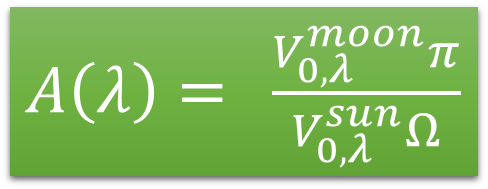 A(λ) = V_{0,λ}^{moon} π / V_{0,λ}^{sun} Ω